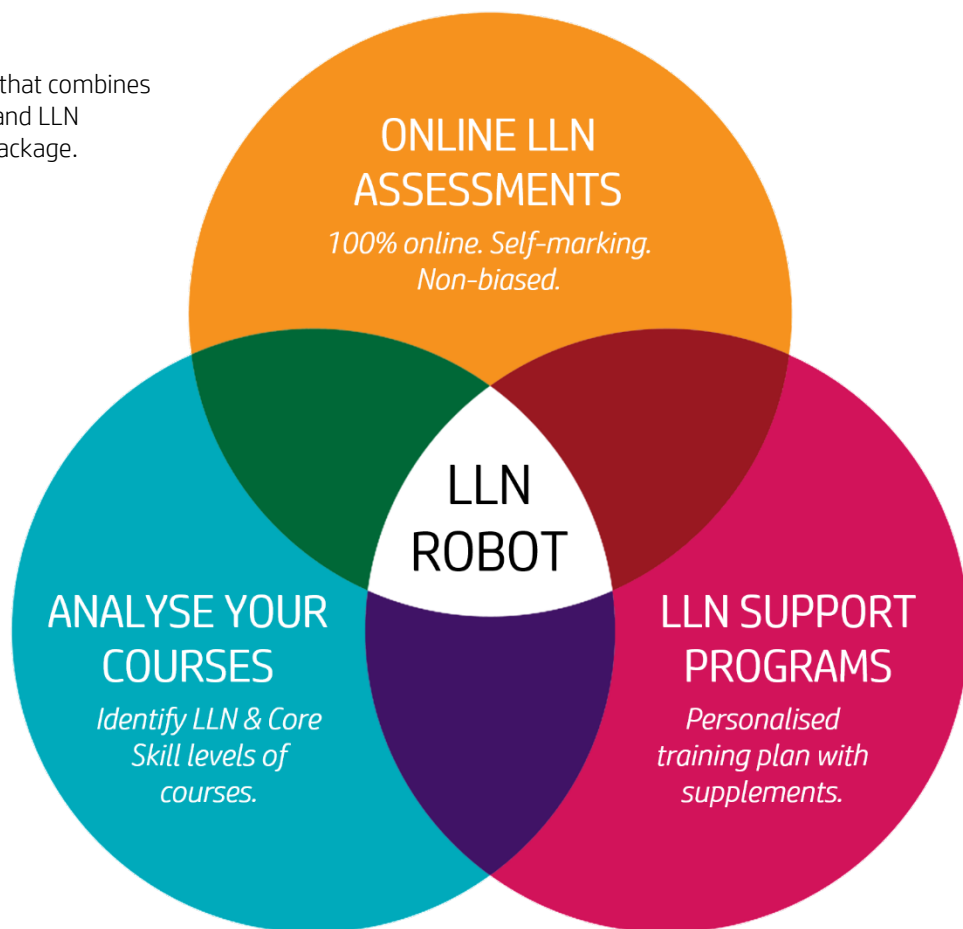 that combines
and LLN
ackage.
ONLINE LLN
ASSESSMENTS
100% online. Self-marking.
Non-biased.
LLN
ROBOT
ANALYSE YOUR
COURSES
Identify LLN & Core
Skill levels of
courses.
LLN SUPPORT
PROGRAMS
Personalised
training plan with
supplements.